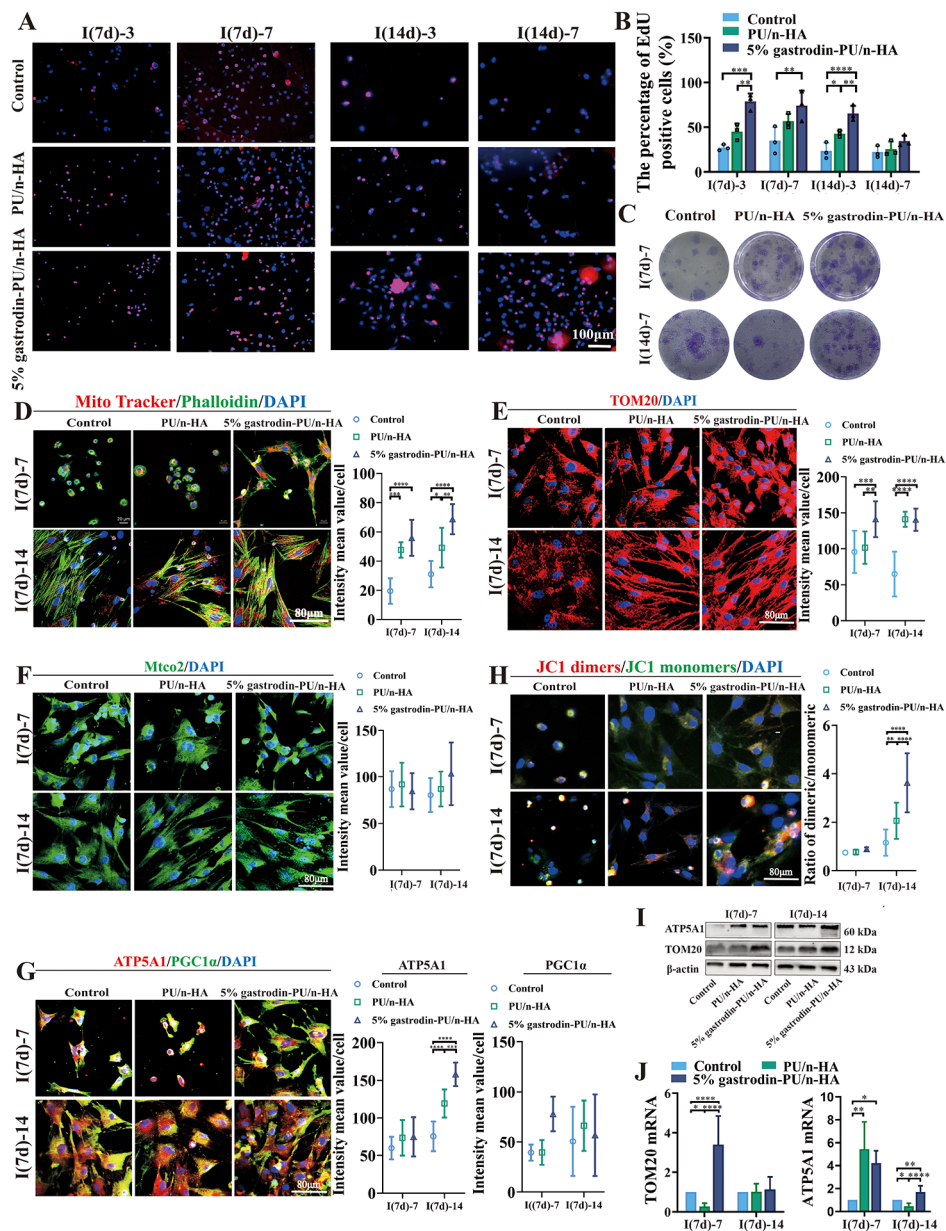 A
I(7d)-3
I(7d)-7
I(14d)-3
I(14d)-7
Control
PU/n-HA
5% gastrodin-PU/n-HA
100μm
B
Control
PU/n-HA
5% gastrodin-PU/n-HA
The percentage of EdU
positive cells (%)
150
100
50
0
*** ** ** **** * **
I(7d)-3 I(7d)-7 I(14d)-3 I(14d)-7
C
Control PU/n-HA 5% gastrodin-PU/n-HA
I(7d)-7
I(14d)-7
D
Mito Tracker/Phalloidin/DAPI
Control PU/n-HA 5% gastrodin-PU/n-HA
I(7d)-7
I(7d)-14
20 μm
80μm
Control
PU/n-HA
5% gastrodin-PU/n-HA
Intensity mean value/cell
100
80
60
40
20
0
**** *** **** * **
I(7d)-7 I(7d)-14
E
TOM20/DAPI
Control PU/n-HA 5% gastrodin-PU/n-HA
I(7d)-7
I(7d)-14
80μm
Control
PU/n-HA
5% gastrodin-PU/n-HA
Intensity mean value/cell
200
150
100
50
0
*** ** **** ****
I(7d)-7 I(7d)-14
F
Mtco2/DAPI
Control PU/n-HA 5% gastrodin-PU/n-HA
I(7d)-7
I(7d)-14
80μm
Control
PU/n-HA
5% gastrodin-PU/n-HA
Intensity mean value/cell
150
100
50
0
I(7d)-7 I(7d)-14
H
JC1 dimers/JC1 monomers/DAPI
Control PU/n-HA 5% gastrodin-PU/n-HA
I(7d)-7
I(7d)-14
80μm
Control
PU/n-HA
5% gastrodin-PU/n-HA
Ratio of dimeric/monomeric
6
4
2
0
**** ** ****
I(7d)-7 I(7d)-14
G
ATP5A1/PGC1α/DAPI
Control PU/n-HA 5% gastrodin-PU/n-HA
I(7d)-7
I(7d)-14
80μm
ATP5A1
Control
PU/n-HA
5% gastrodin-PU/n-HA
Intensity mean value/cell
200
150
100
50
0
**** **** ***
I(7d)-7 I(7d)-14
PGC1α
Control
PU/n-HA
5% gastrodin-PU/n-HA
Intensity mean value/cell
150
100
50
0
I((7d)-7 I(7d)-14
I
I(7d)-7 I(7d)-14
ATP5A1 60 kDa
TOM20 12 kDa
β-actin 43 kDa
Control PU/n-HA 5% gastrodin-PU/n-HA Control PU/n-HA 5% gastrodin-PU/n-HA
J
Control PU/n-HA
5% gastrodin-PU/n-HA
TOM20 mRNA
6
4
2
0
**** * ****
I(7d)-7 I(7d)-14
ATP5A1 mRNA
10
8
6
4
2
0
* ** ** * ****
I(7d)-7 I(7d)-14